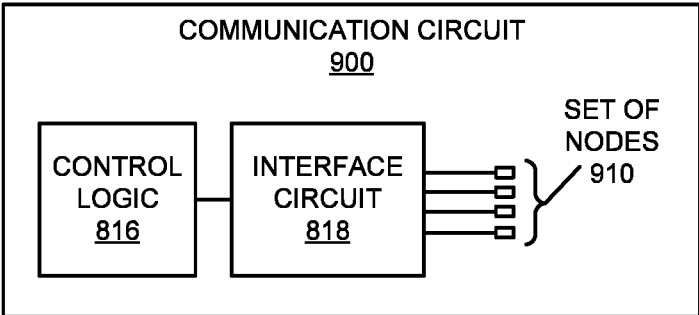 COMMUNICATION CIRCUIT
900
SET OF
NODES
910
CONTROL
LOGIC
816
INTERFACE
CIRCUIT
818